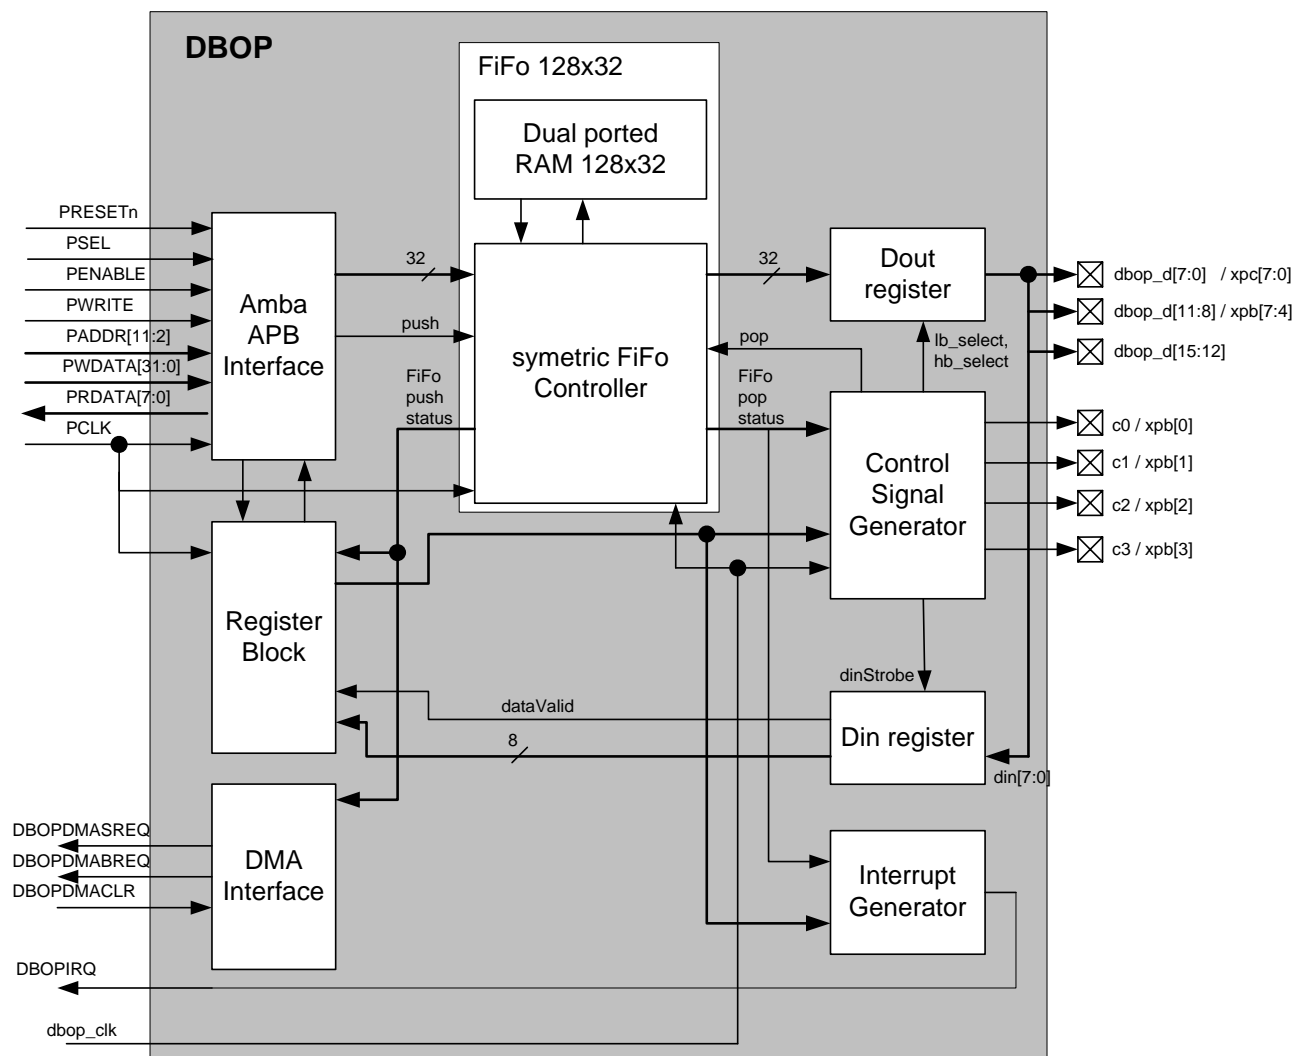 DBOP
FiFo 128x32
Dual ported
RAM 128x32
PRESETn
PSEL
PENABLE
PWRITE
PADDR[11:2]
PWDATA[31:0]
PRDATA[7:0]
PCLK
Amba
APB
Interface
32
push
FiFo
push
status
symetric FiFo
Controller
32
pop
FiFo
pop
status
Dout
register
lb_select,
hb_select
dbop_d[7:0] / xpc[7:0]
dbop_d[11:8] / xpb[7:4]
dbop_d[15:12]
Control
Signal
Generator
c0 / xpb[0]
c1 / xpb[1]
c2 / xpb[2]
c3 / xpb[3]
Register
Block
dinStrobe
dataValid
8
Din register
din[7:0]
DBOPDMASREQ
DBOPDMABREQ
DBOPDMACLR
DMA
Interface
Interrupt
Generator
DBOPIRQ
dbop_clk